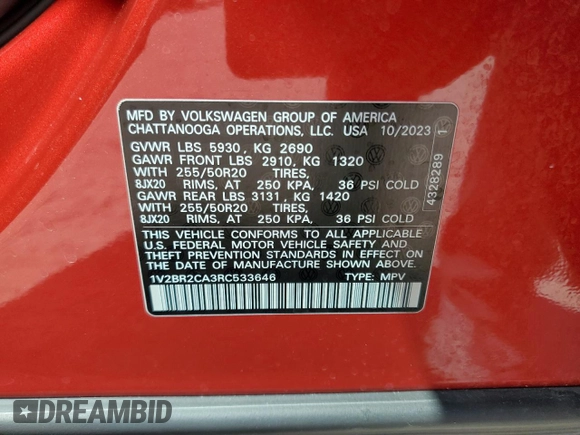 MFD BY VOLKSWAGEN GROUP OF AMERICA
CHATTANOOGA OPERATIONS, LLC. USA 10/2023
GVWR LBS 5930, KG 2690
GAWR FRONT LBS 2910, KG 1320
WITH 255/50R20 TIRES,
8JX20 RIMS, AT 250 KPA, 36 PSI COLD
GAWR REAR LBS 3131, KG 1420
WITH 255/50R20 TIRES,
8JX20 RIMS, AT 250 KPA, 36 PSI COLD
THIS VEHICLE CONFORMS TO ALL APPLICABLE
U.S. FEDERAL MOTOR VEHICLE SAFETY AND
THEFT PREVENTION STANDARDS IN EFFECT ON
THE DATE OF MANUFACTURE SHOWN ABOVE.
1V2BR2CA3RC533646 TYPE: MPV
4328289
DREAMBID